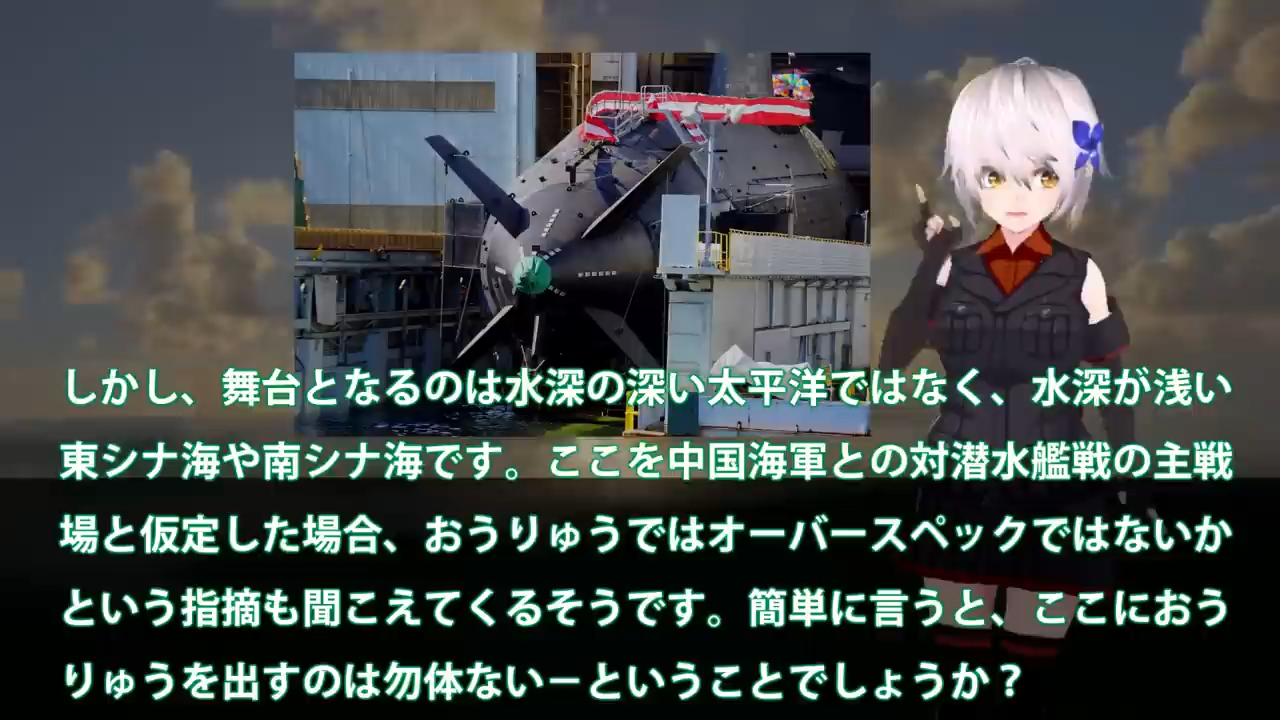 しかし、舞台となるのは水深の深い太平洋ではなく、水深が浅い
東シナ海や南シナ海です。ここを中国海軍との対潜水艦戦の主戦
場と仮定した場合、おうりゅうではオーバースペックではないか
という指摘も聞こえてくるそうです。簡単に言うと、ここにおう
りゅうを出すのは勿体ない－ということでしょうか？